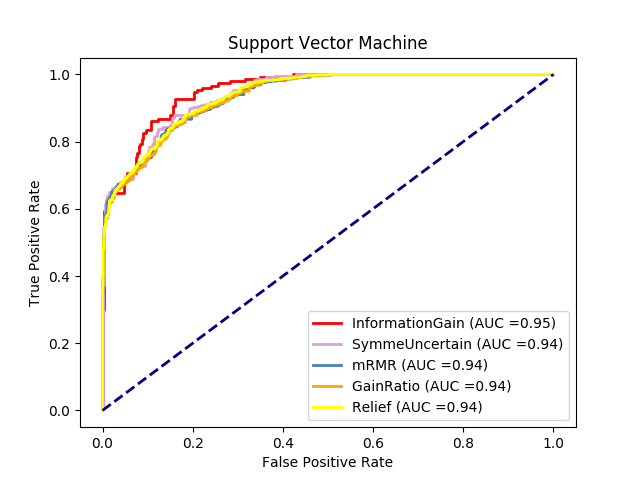 Support Vector Machine
1.0
0.8
0.6
0.4
0.2
0.0
True Positive Rate
InformationGain (AUC =0.95)
SymmeUncertain (AUC =0.94)
mRMR (AUC =0.94)
GainRatio (AUC =0.94)
Relief (AUC =0.94)
0.0 0.2 0.4 0.6 0.8 1.0
False Positive Rate